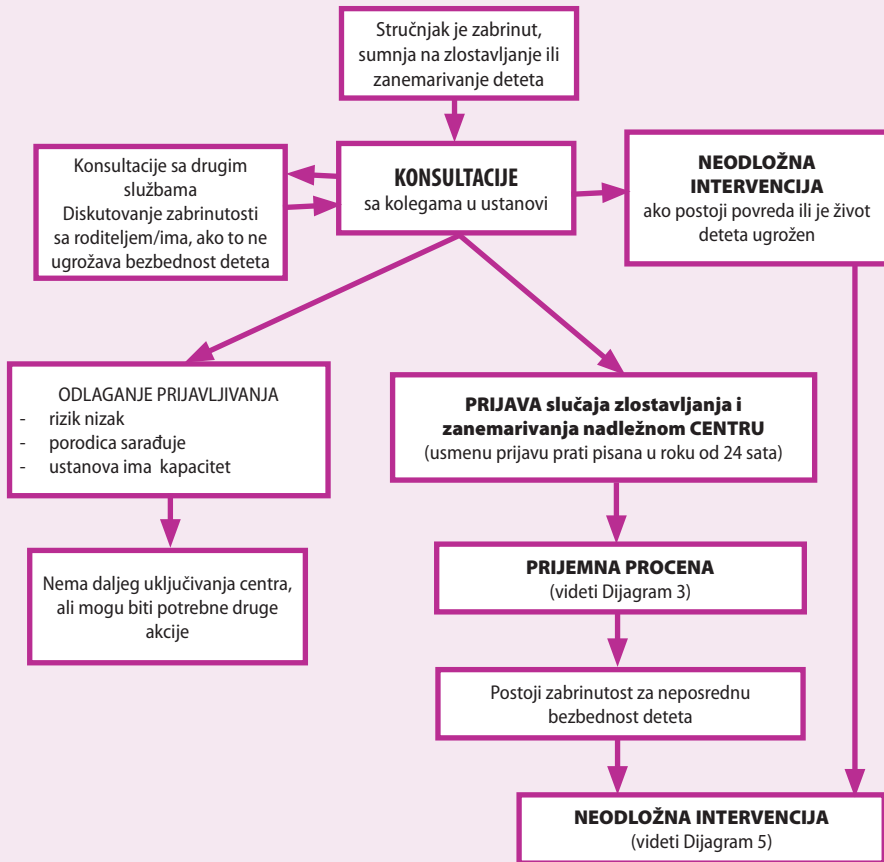 Stručnjak je zabrinut,
sumnja na zlostavljanje ili
zanemarivanje deteta
Konsultacije sa drugim
službama
Diskutovanje zabrinutosti
sa roditeljem/ima, ako to ne
ugrožava bezbednost deteta
KONSULTACIJE
sa kolegama u ustanovi
NEODLOŽNA
INTERVENCIJA
ako postoji povreda ili je život
deteta ugrožen
ODLAGANJE PRIJAVLJIVANJA
- rizik nizak
- porodica sarađuje
- ustanova ima kapacitet
PRIJAVA slučaja zlostavljanja i
zanemarivanja nadležnom CENTRU
(usmenu prijavu prati pisana u roku od 24 sata)
Nema daljeg uključivanja centra,
ali mogu biti potrebne druge
akcije
PRIJEMNA PROCENA
(videti Dijagram 3)
Postoji zabrinutost za neposrednu
bezbednost deteta
NEODLOŽNA INTERVENCIJA
(videti Dijagram 5)